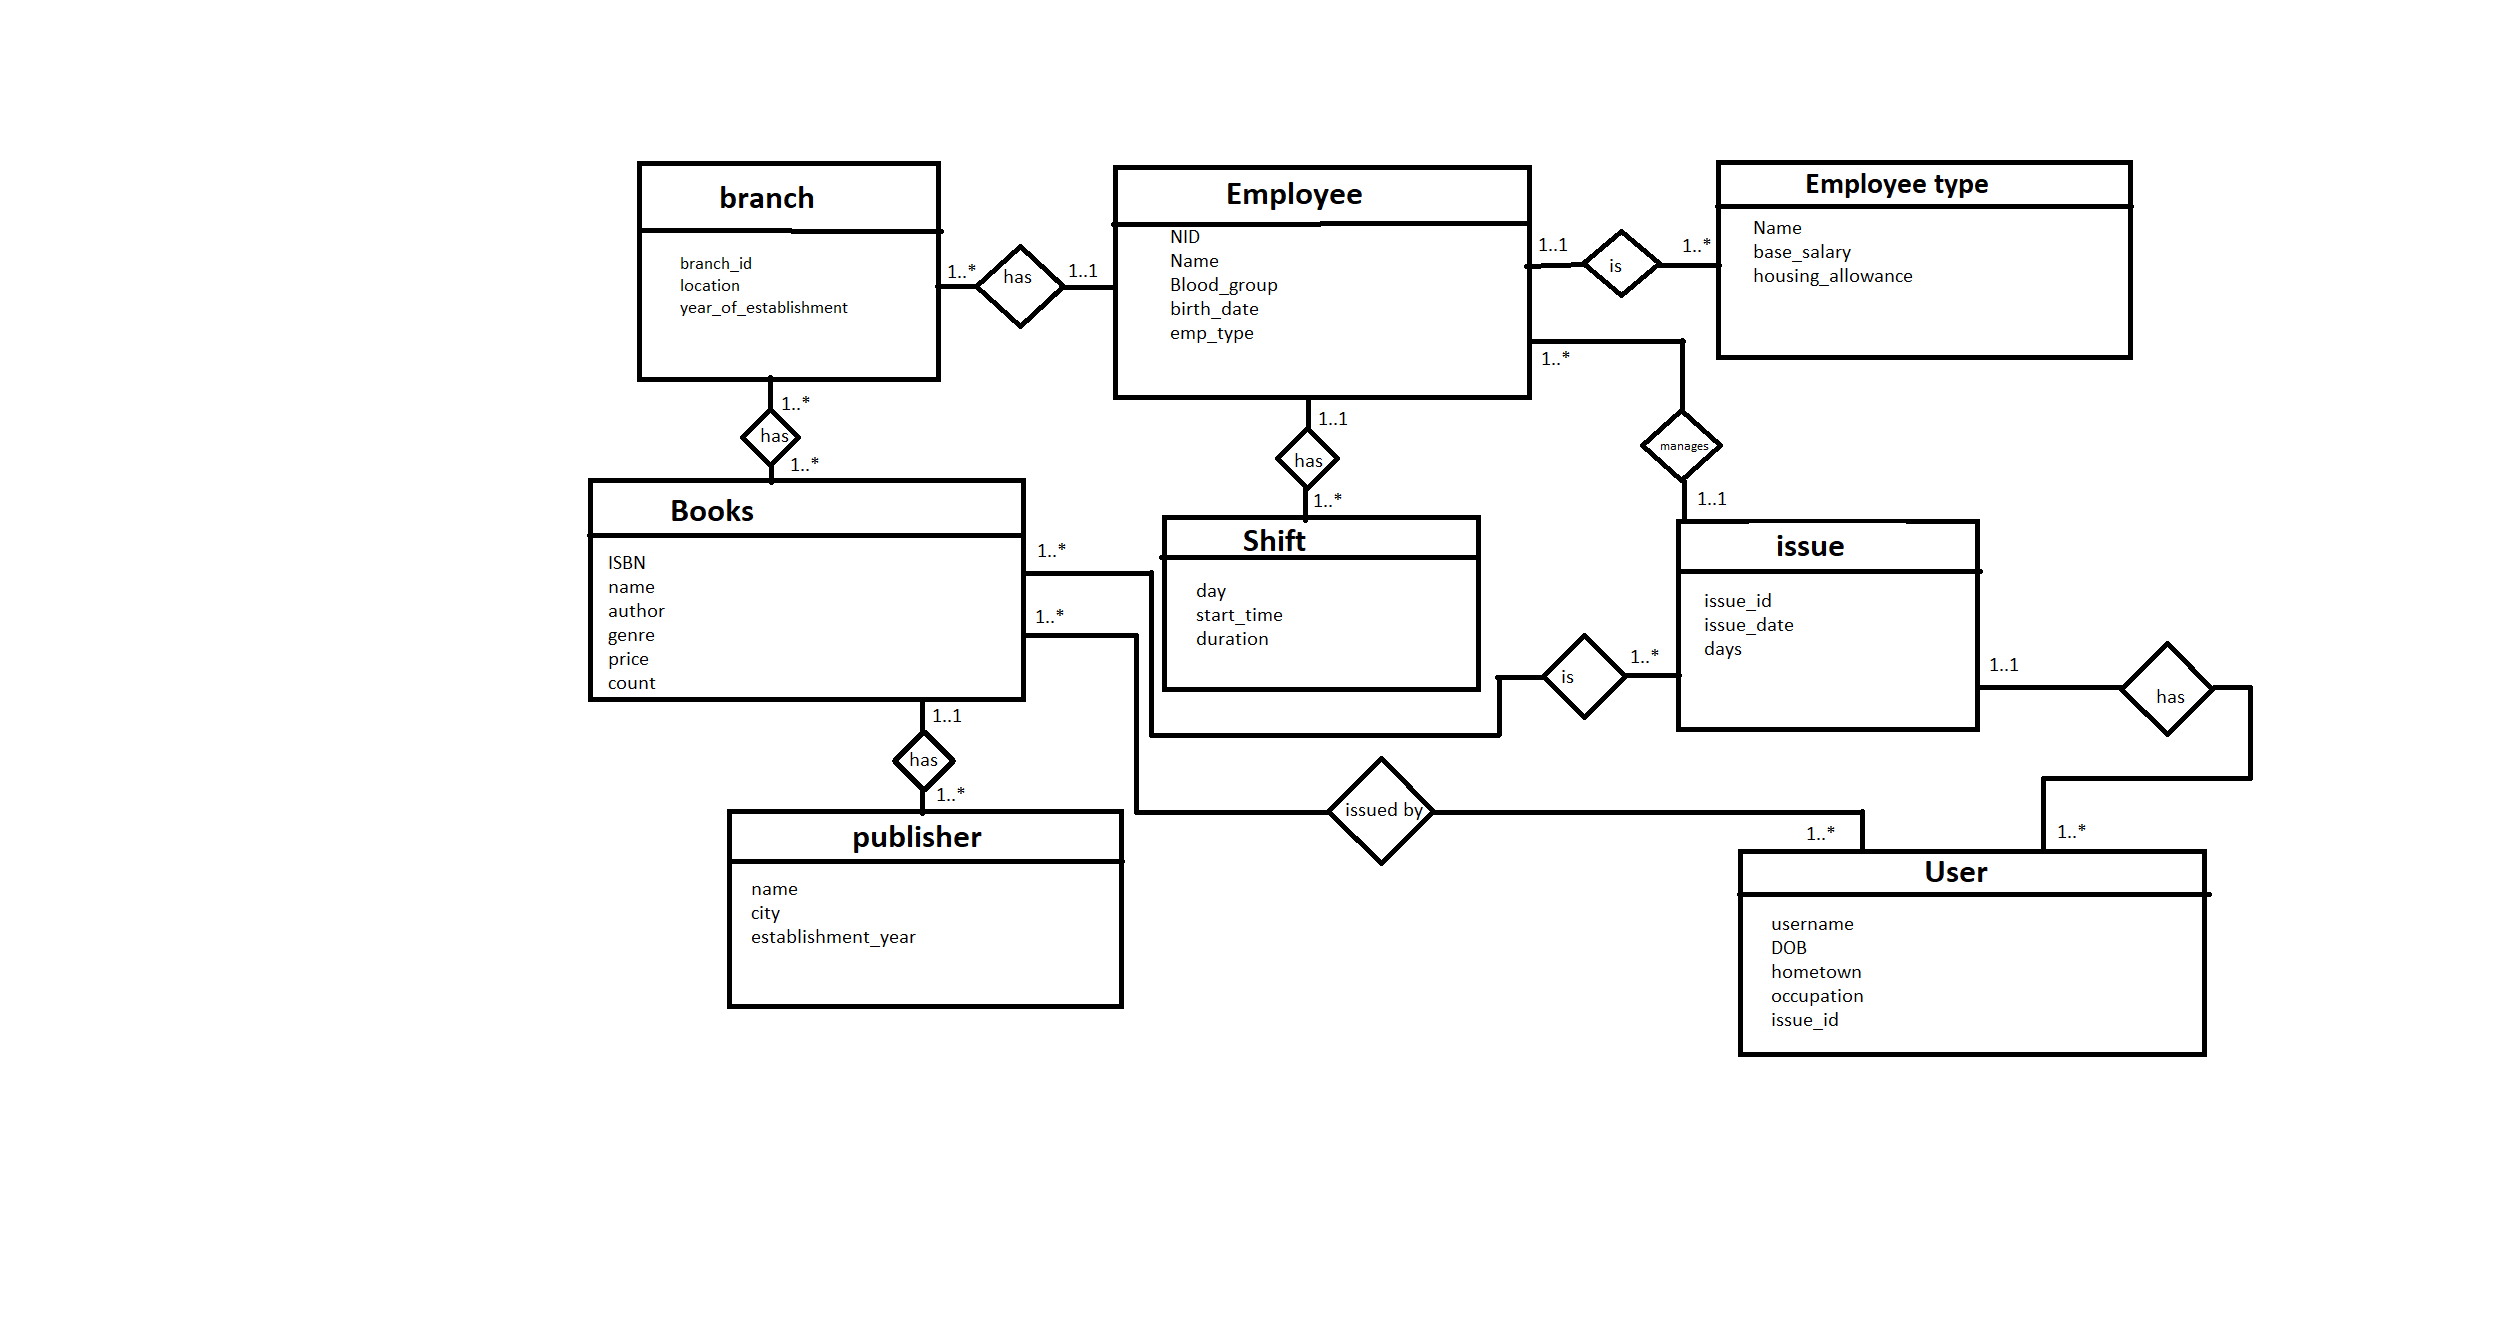 branch
branch_id
location
year_of_establishment
1..*
has
1..1
Employee
NID
Name
Blood_group
birth_date
emp_type
1..1
is
1..*
Employee type
Name
base_salary
housing_allowance
1..*
has
1..*
1..1
has
1..*
1..*
manages
1..1
Books
ISBN
name
author
genre
price
count
1..*
1..*
Shift
day
start_time
duration
is
1..*
issue
issue_id
issue_date
days
1..1
has
1..*
1..1
has
1..*
issued by
1..*
publisher
name
city
establishment_year
User
username
DOB
hometown
occupation
issue_id